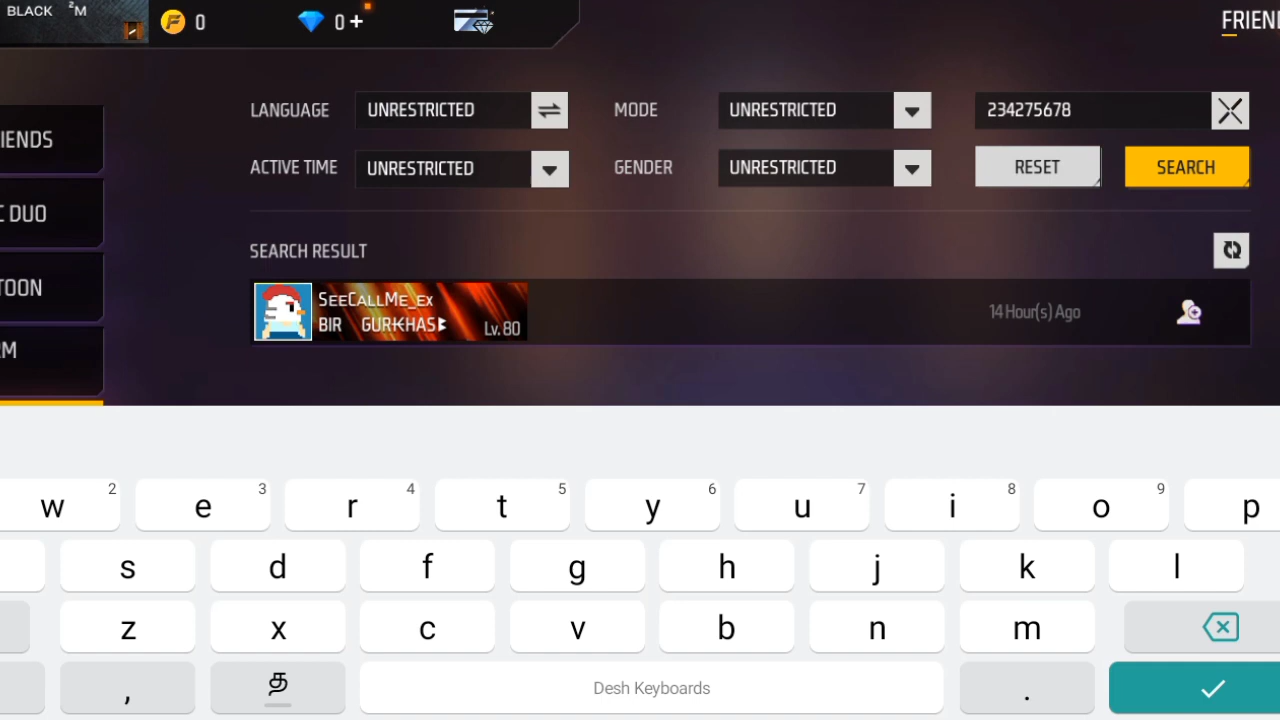 BLACK ²M
0
0 +
FRIEN
LANGUAGE UNRESTRICTED MODE UNRESTRICTED 234275678
ACTIVE TIME UNRESTRICTED GENDER UNRESTRICTED RESET SEARCH
IENDS
C DUO
TOON
RM
SEARCH RESULT
SEECALLME_EX
BIR GURKHAS Lv. 80
14 Hour(s) Ago
w 2 e 3 r 4 t 5 y 6 u 7 i 8 o 9 p
s d f g h j k l
z x c v b n m
, த Desh Keyboards .